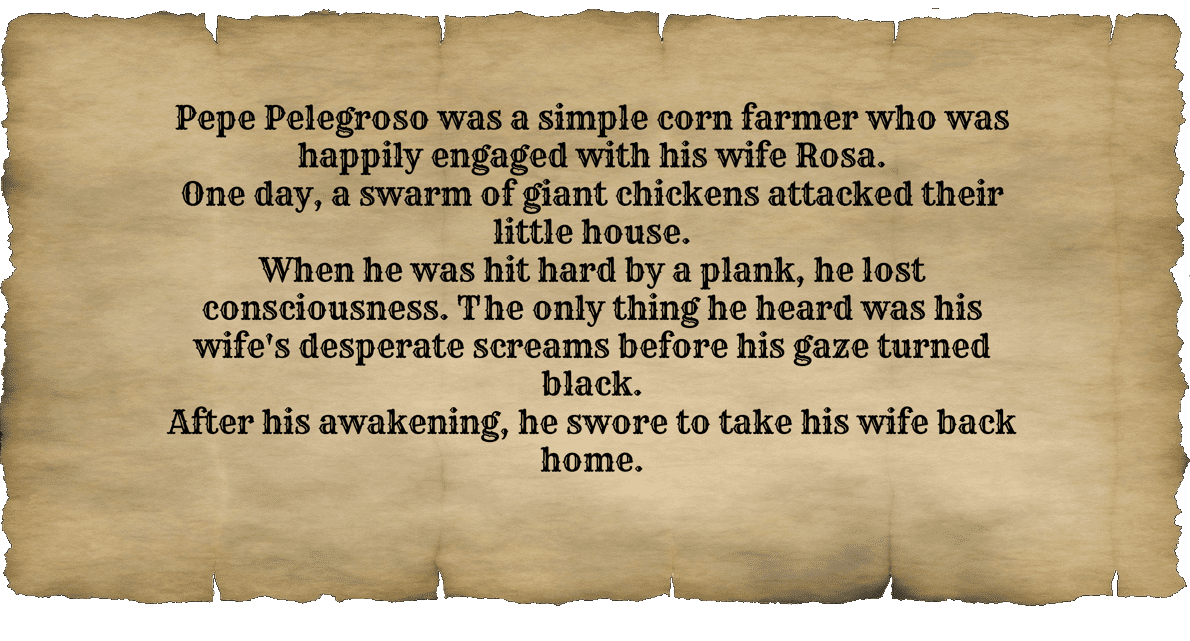 Pepe Pelegroso was a simple corn farmer who was
happily engaged with his wife Rosa.
One day, a swarm of giant chickens attacked their
little house.
When he was hit hard by a plank, he lost
consciousness. The only thing he heard was his
wife's desperate screams before his gaze turned
black.
After his awakening, he swore to take his wife back
home.